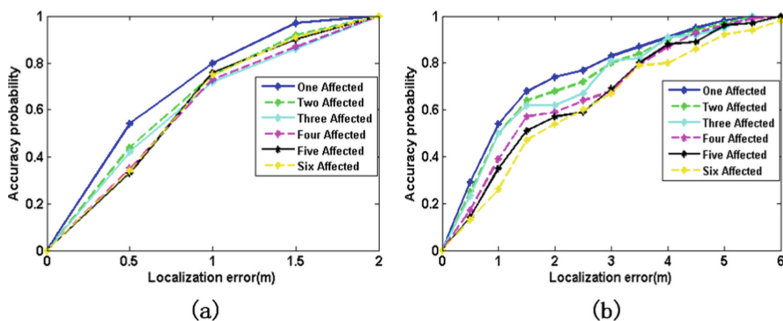 1
0.8
0.6
0.4
0.2
0
0
0.5
1
1.5
2
Accuracy probability
Localization error(m)
One Affected
Two Affected
Three Affected
Four Affected
Five Affected
Six Affected
(a)
1
0.8
0.6
0.4
0.2
0
0
1
2
3
4
5
6
Accuracy probability
Localization error(m)
One Affected
Two Affected
Three Affected
Four Affected
Five Affected
Six Affected
(b)